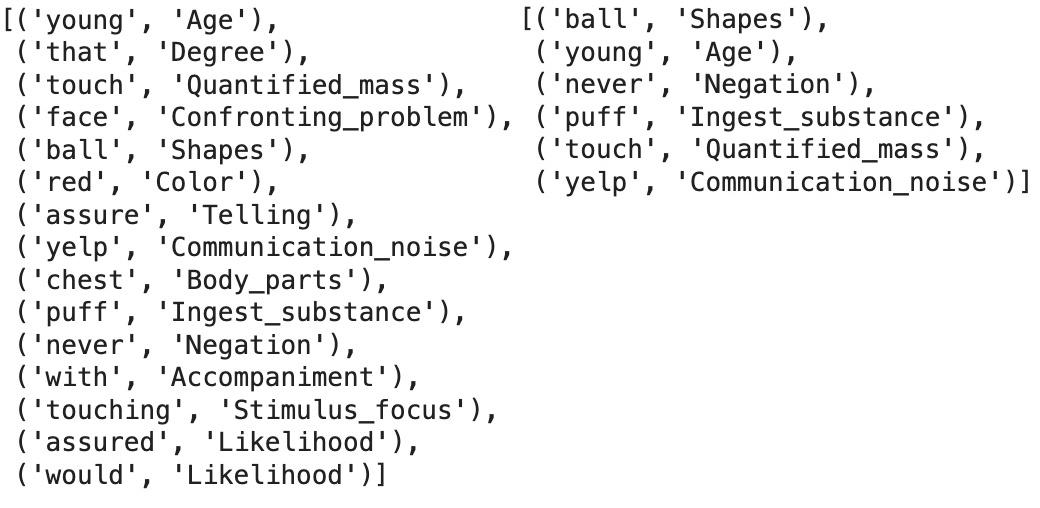 [('young', 'Age'),
('that', 'Degree'),
('touch', 'Quantified_mass'),
('face', 'Confronting_problem'),
('ball', 'Shapes'),
('red', 'Color'),
('assure', 'Telling'),
('yelp', 'Communication_noise'),
('chest', 'Body_parts'),
('puff', 'Ingest_substance'),
('never', 'Negation'),
('with', 'Accompaniment'),
('touching', 'Stimulus_focus'),
('assured', 'Likelihood'),
('would', 'Likelihood')]
[('ball', 'Shapes'),
('young', 'Age'),
('never', 'Negation'),
('puff', 'Ingest_substance'),
('touch', 'Quantified_mass'),
('yelp', 'Communication_noise')]